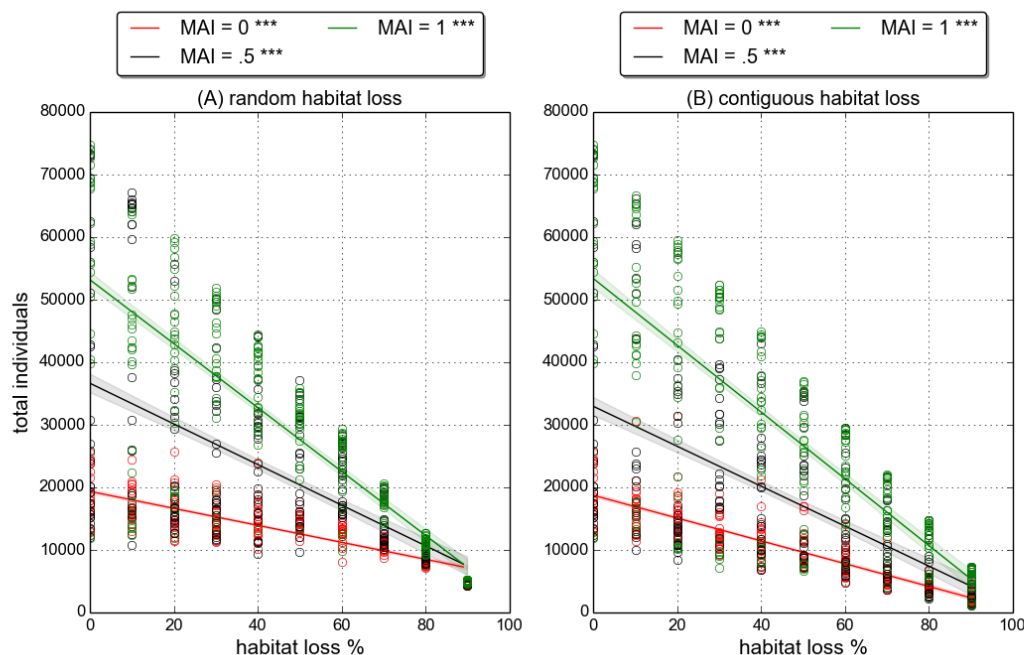 MAI = 0 *** MAI = 1 ***
MAI = .5 ***
MAI = 0 *** MAI = 1 ***
MAI = .5 ***
(A) random habitat loss
(B) contiguous habitat loss
total individuals
80000
70000
60000
50000
40000
30000
20000
10000
0
0 20 40 60 80 100
habitat loss %
80000
70000
60000
50000
40000
30000
20000
10000
0
0 20 40 60 80 100
habitat loss %